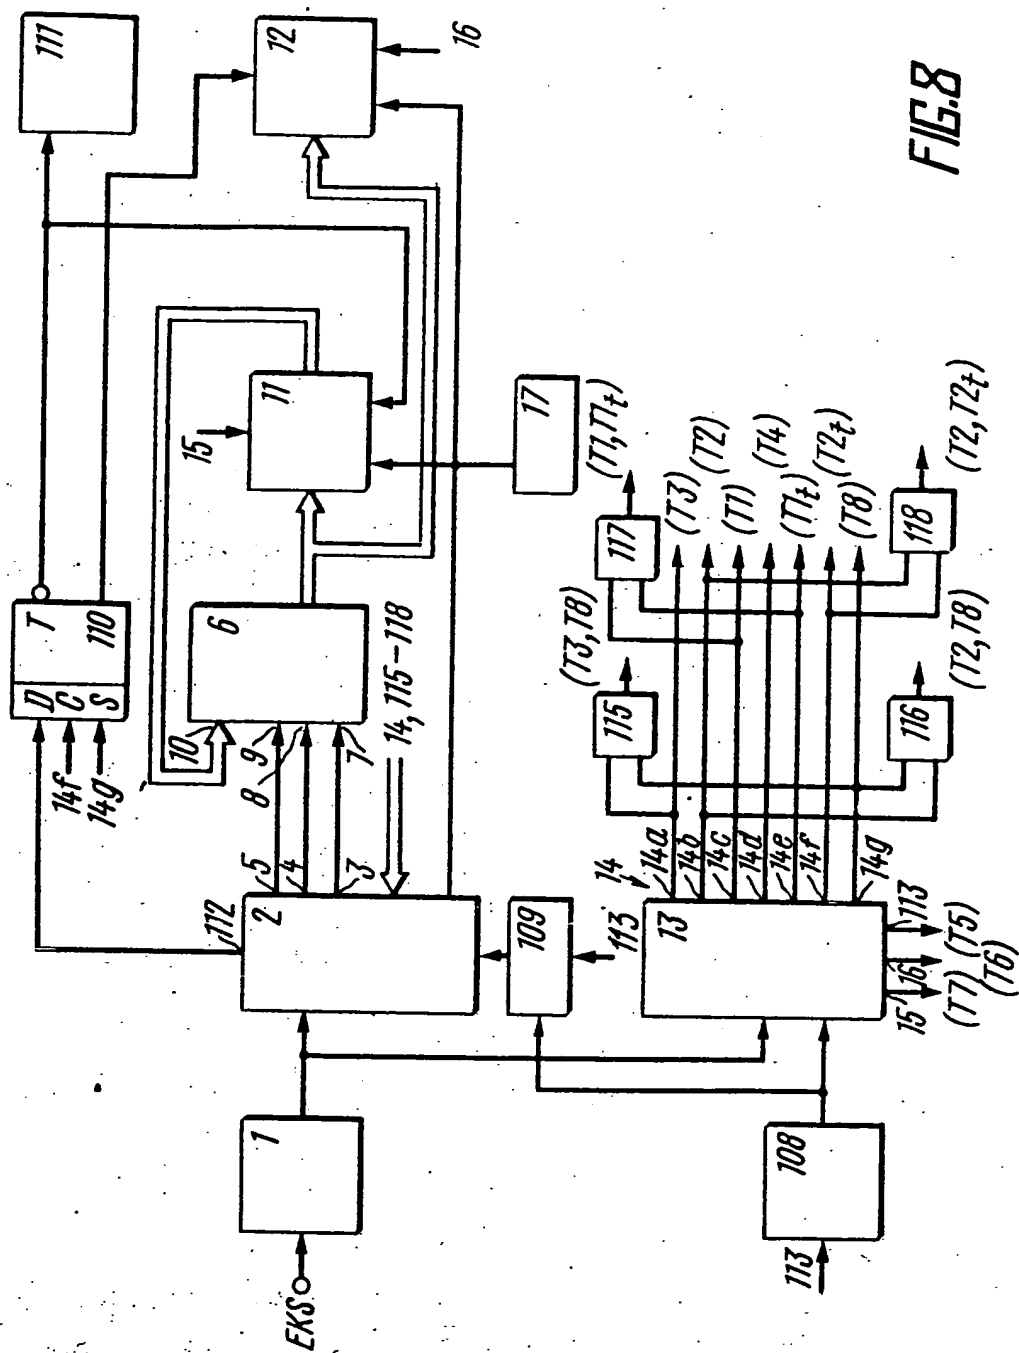 111
12
16
FIG.8
D
C
S
T
110
14f
14g
10
9
8
7
6
15
11
17
14, 115-118
112
5
4
3
2
109
113
1
EKS
108
113
13
14
14a
14b
14c
14d
14e
14f
14g
113
16
15
(T5)
(T6)
(T7)
115
(T3,T8)
116
(T2,T8)
117
(T1,T1t)
118
(T2,T2t)
(T3)
(T2)
(T1)
(T4)
(T1t)
(T2t)
(T8)